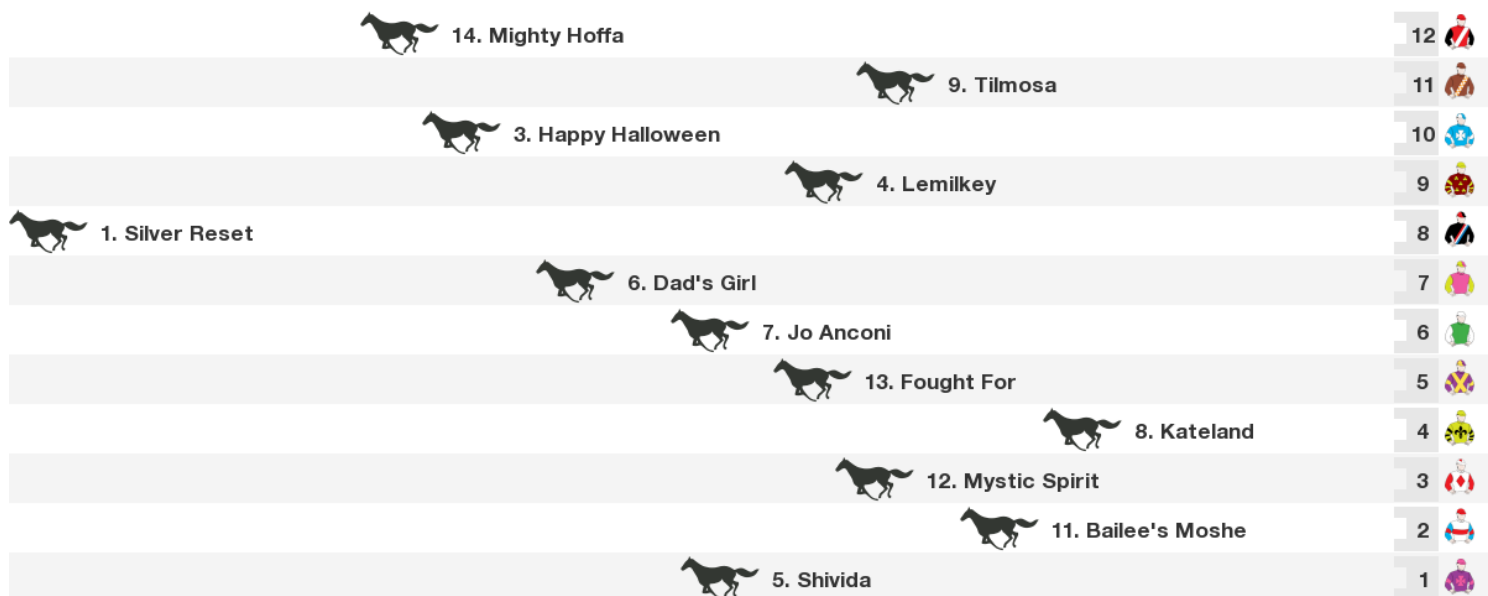 14. Mighty Hoffa 12
9. Tilmosa 11
3. Happy Halloween 10
4. Lemilkey 9
1. Silver Reset 8
6. Dad's Girl 7
7. Jo Anconi 6
13. Fought For 5
8. Kateland 4
12. Mystic Spirit 3
11. Bailee's Moshe 2
5. Shivida 1